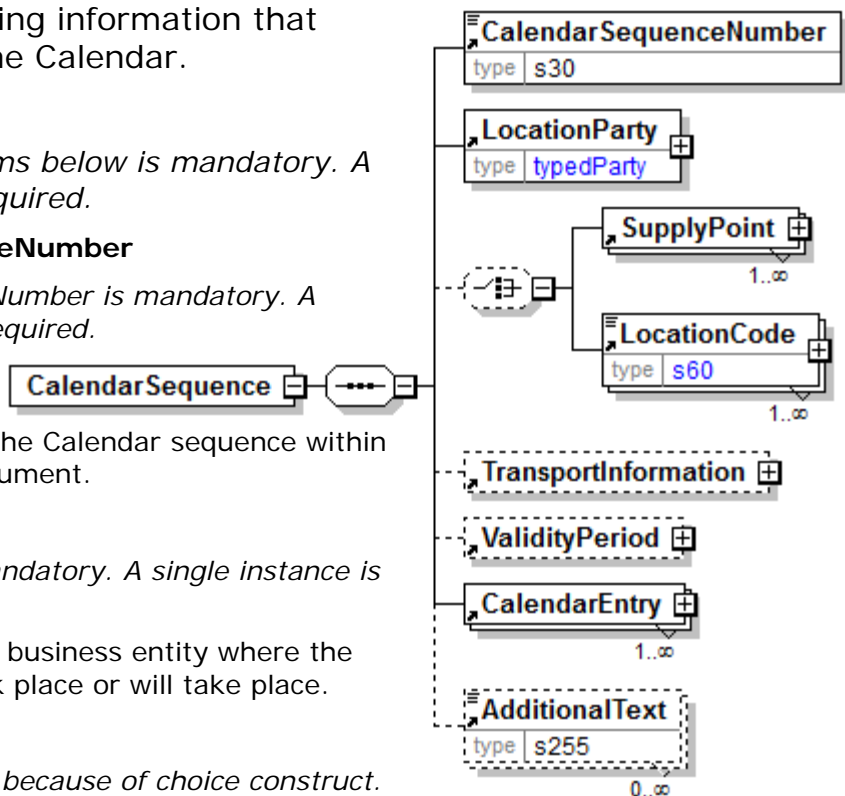 ing information that
ne Calendar.
ms below is mandatory. A
quired.
eNumber
Number is mandatory. A
equired.
he Calendar sequence within
ument.
andatory. A single instance is
business entity where the
k place or will take place.
because of choice construct.
CalendarSequence
CalendarSequenceNumber
type s30
LocationParty
type typedParty
SupplyPoint
1..∞
LocationCode
type s60
1..∞
TransportInformation
ValidityPeriod
CalendarEntry
1..∞
AdditionalText
type s255
0..∞